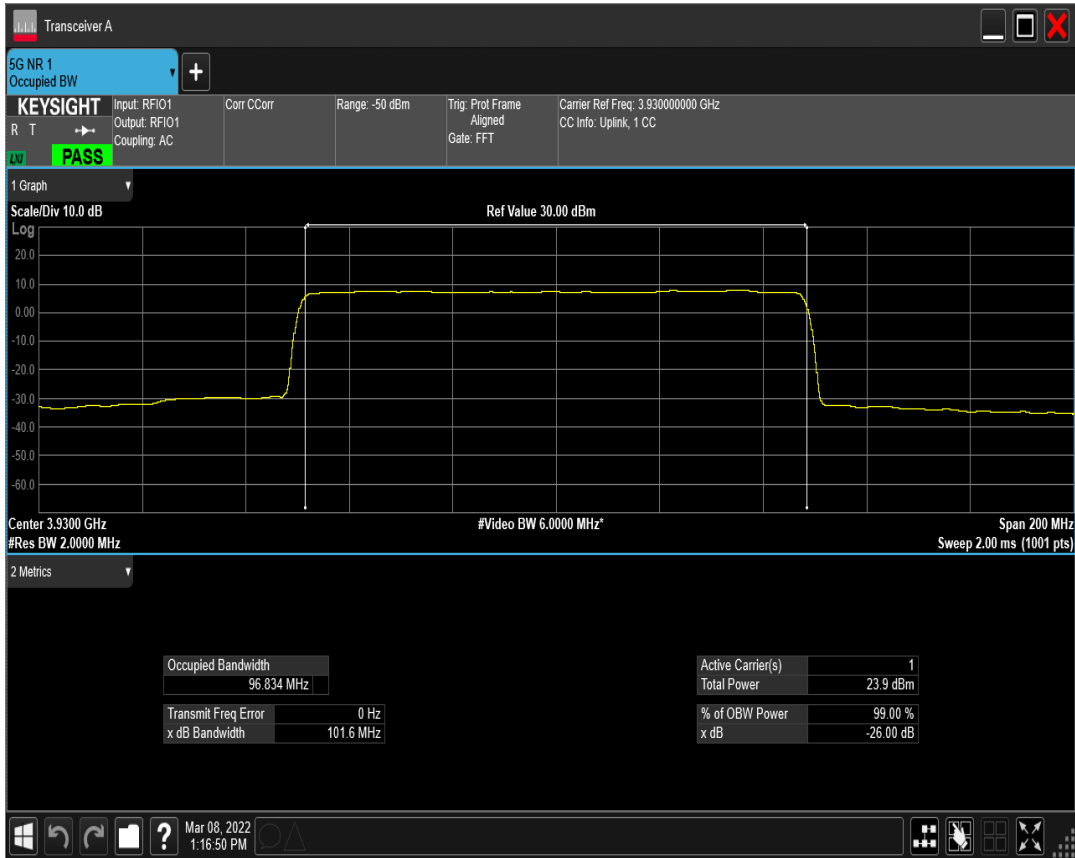 Transceiver A
5G NR 1
Occupied BW
+
KEYSIGHT
R T
LXI PASS
Input: RFIO1
Output: RFIO1
Coupling: AC
Corr CCorr
Range: -50 dBm
Trig: Prot Frame
Aligned
Gate: FFT
Carrier Ref Freq: 3.930000000 GHz
CC Info: Uplink, 1 CC
1 Graph
Scale/Div 10.0 dB
Ref Value 30.00 dBm
Log
20.0
10.0
0.00
-10.0
-20.0
-30.0
-40.0
-50.0
-60.0
Center 3.9300 GHz
#Video BW 6.0000 MHz*
Span 200 MHz
#Res BW 2.0000 MHz
Sweep 2.00 ms (1001 pts)
2 Metrics
Occupied Bandwidth
96.834 MHz
Transmit Freq Error 0 Hz
x dB Bandwidth 101.6 MHz
Active Carrier(s) 1
Total Power 23.9 dBm
% of OBW Power 99.00 %
x dB -26.00 dB
?
Mar 08, 2022
1:16:50 PM